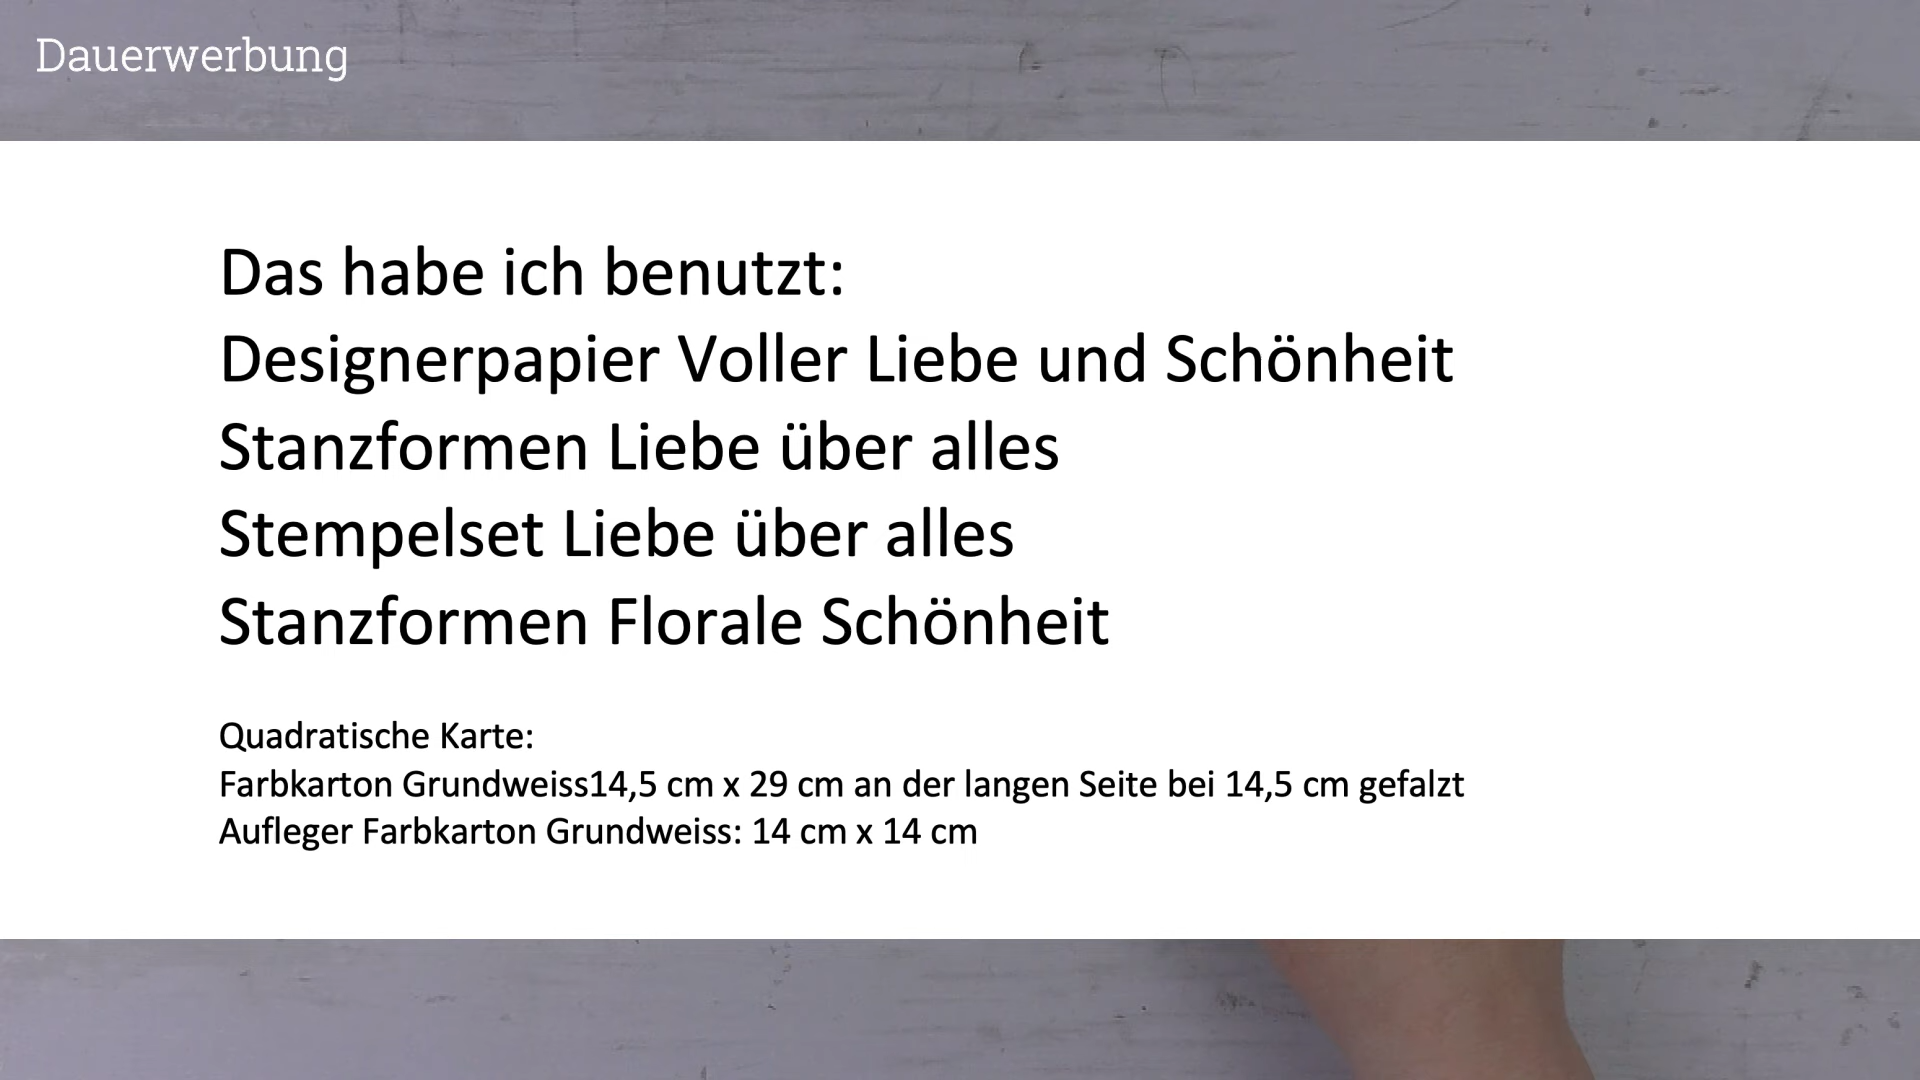 Dauerwerbung
Das habe ich benutzt:
Designerpapier Voller Liebe und Schönheit
Stanzformen Liebe über alles
Stempelset Liebe über alles
Stanzformen Florale Schönheit
Quadratische Karte:
Farbkarton Grundweiss14,5 cm x 29 cm an der langen Seite bei 14,5 cm gefalzt
Aufleger Farbkarton Grundweiss: 14 cm x 14 cm